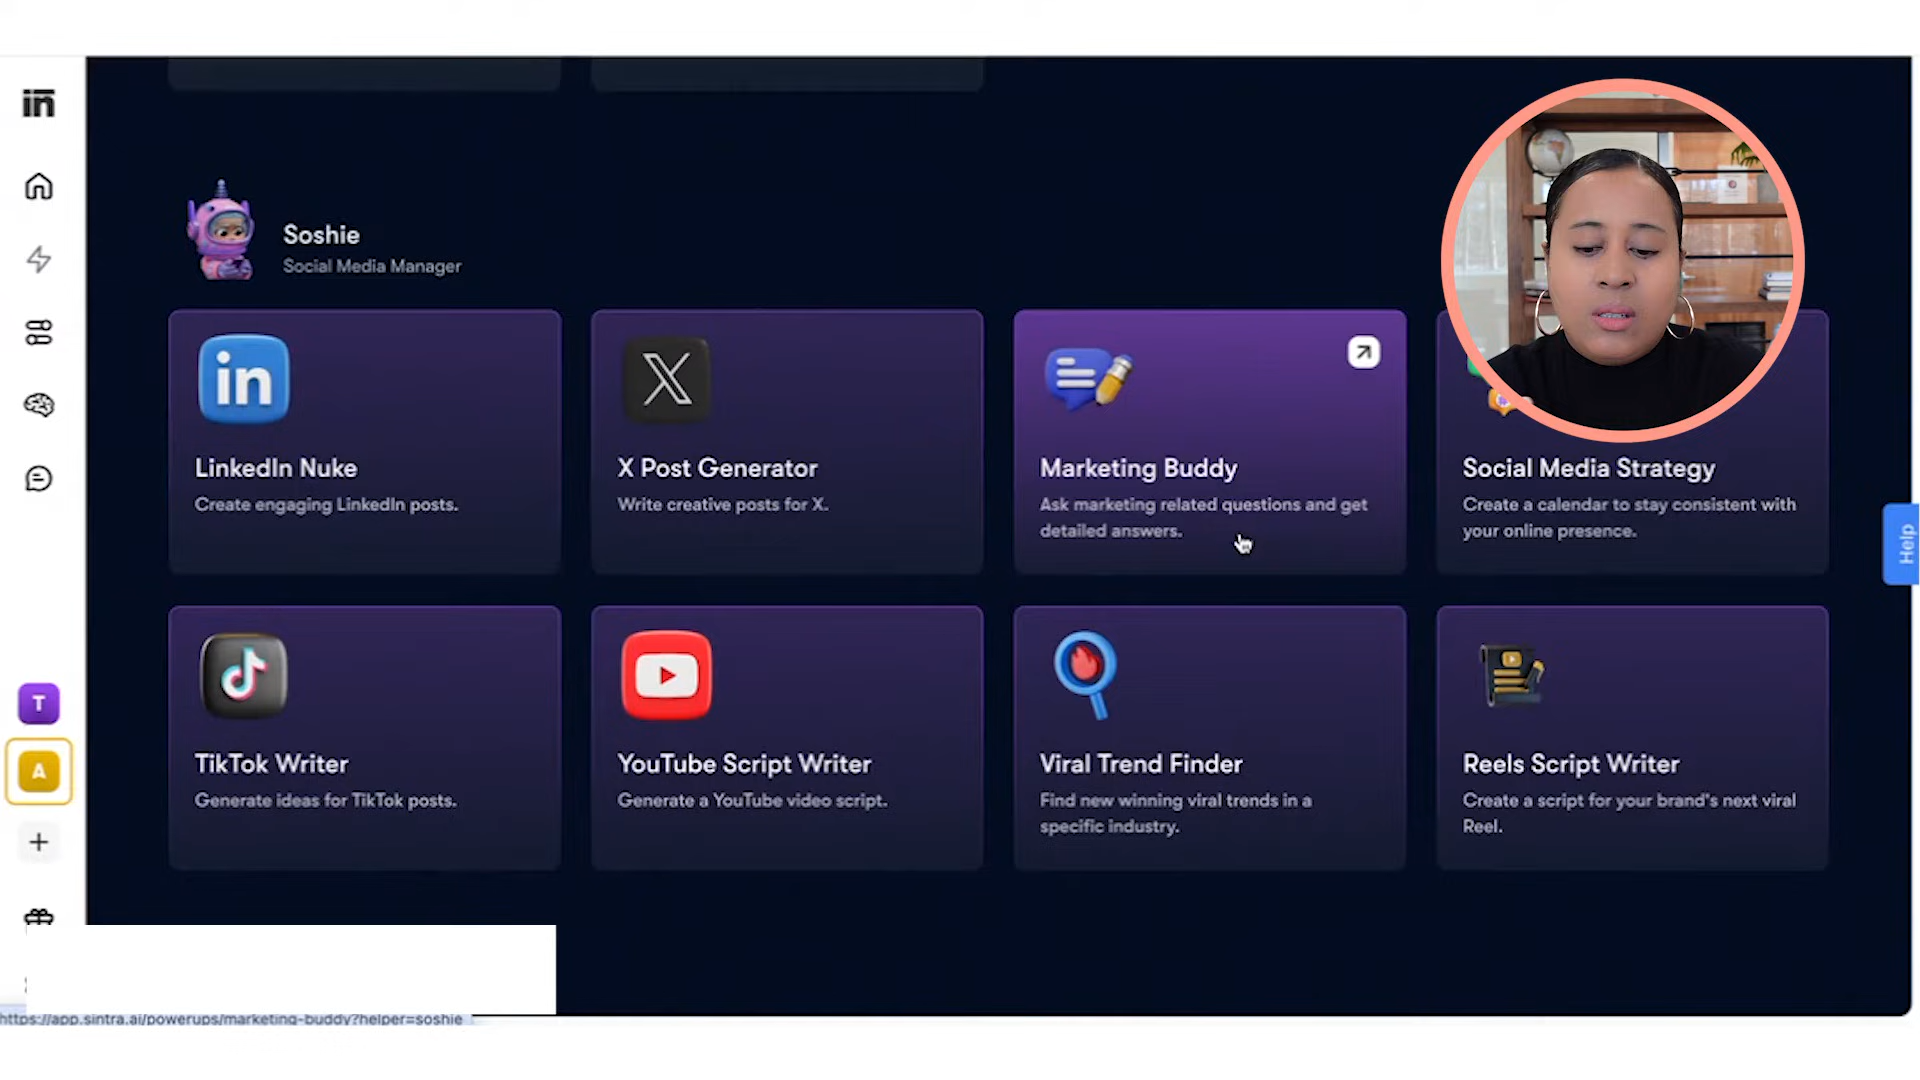 in
Soshie
Social Media Manager
in
LinkedIn Nuke
Create engaging LinkedIn posts.
X Post Generator
Write creative posts for X.
Marketing Buddy
Ask marketing related questions and get
detailed answers.
Social Media Strategy
Create a calendar to stay consistent with
your online presence.
Help
TikTok Writer
Generate ideas for TikTok posts.
YouTube Script Writer
Generate a YouTube video script.
Viral Trend Finder
Find new winning viral trends in a
specific industry.
Reels Script Writer
Create a script for your brand's next viral
Reel.
T
A
https://app.sintra.ai/powerups/marketing-buddy?helper=soshie